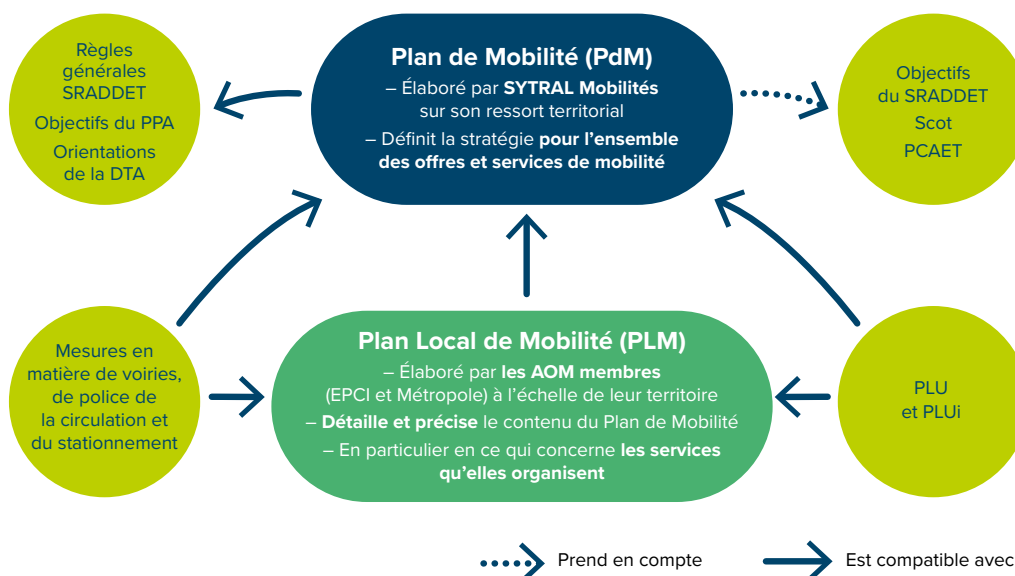 Règles
générales
SRADDET
Objectifs du PPA
Orientations
de la DTA
Plan de Mobilité (PdM)
– Élaboré par SYTRAL Mobilités
sur son ressort territorial
– Définit la stratégie pour l’ensemble
des offres et services de mobilité
Objectifs
du SRADDET
Scot
PCAET
Mesures en
matière de voiries,
de police de
la circulation et
du stationnement
Plan Local de Mobilité (PLM)
– Élaboré par les AOM membres
(EPCI et Métropole) à l’échelle de leur territoire
– Détaille et précise le contenu du Plan de Mobilité
– En particulier en ce qui concerne les services
qu’elles organisent
PLU
et PLUi
Prend en compte
Est compatible avec